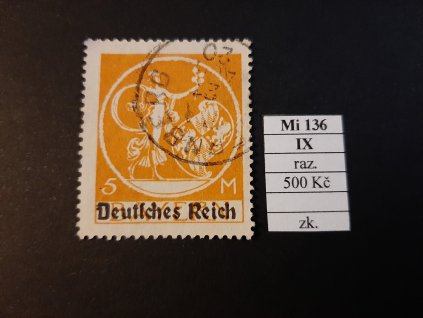 5 M
Deutſches Reich
Mi 136
IX
raz.
500 Kč
zk.